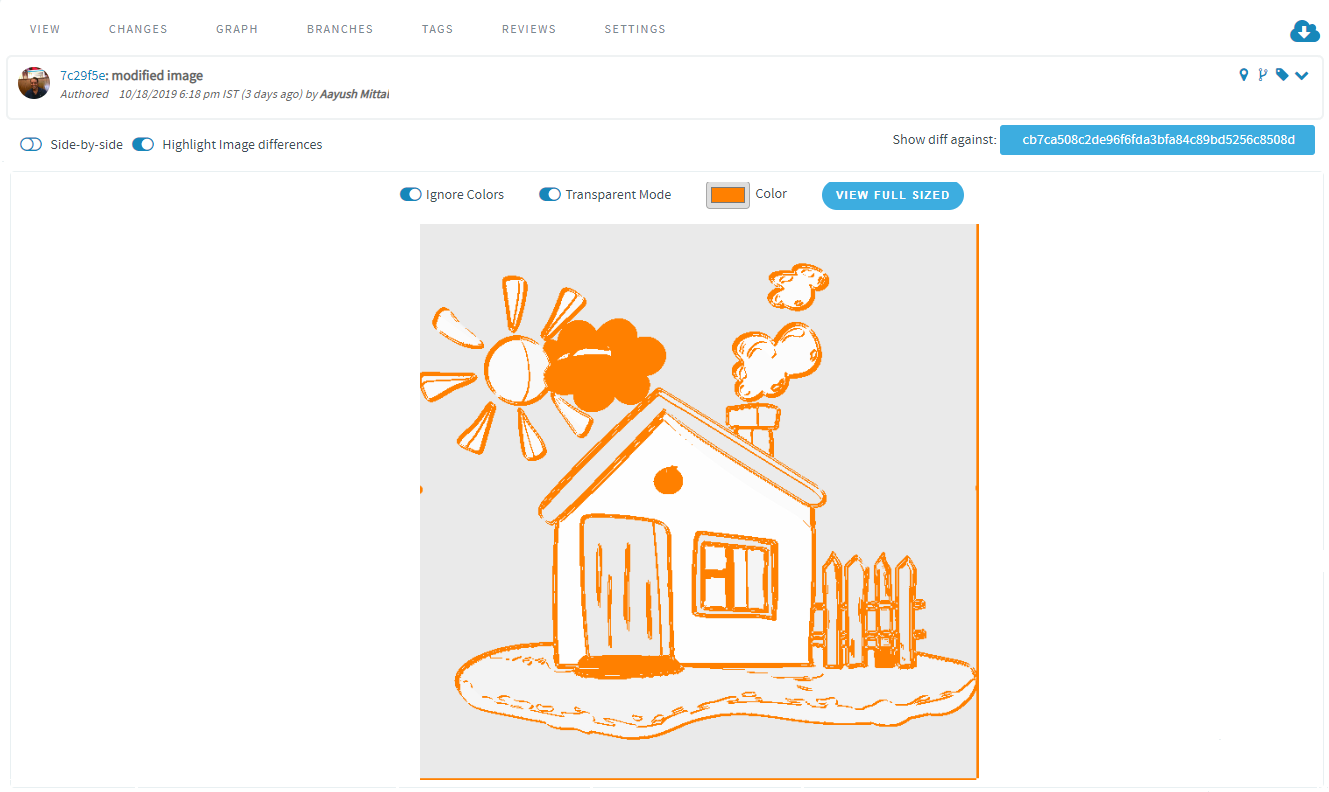 VIEW CHANGES GRAPH BRANCHES TAGS REVIEWS SETTINGS
7c29f5e: modified image
Authored 10/18/2019 6:18 pm IST (3 days ago) by Aayush Mittal
Side-by-side Highlight Image differences
Show diff against: cb7ca508c2de96f6fda3bfa84c89bd5256c8508d
Ignore Colors Transparent Mode Color VIEW FULL SIZED